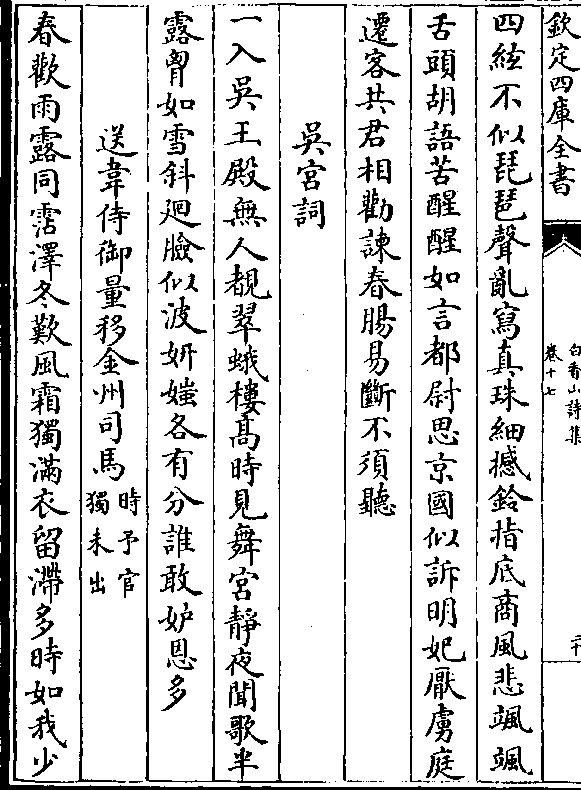 欽定四庫全書
白香山詩集
卷十七
四絃不似琵琶聲亂寫真珠細撼鈴指底商風悲颯颯
舌頭胡語苦醒醒如言都尉思京國似訴明妃厭虜庭
遷客共君相勸諫春腸易斷不須聽
吳宮詞
一入吳王殿無人覩翠蛾樓髙時見舞宮靜夜聞歌半
露胷如雪斜廻臉似波妍媸各有分誰敢妒恩多
送韋侍御量移金州司馬時予官
獨未出
春歡雨露同霑澤冬歎風霜獨滿衣留滯多時如我少